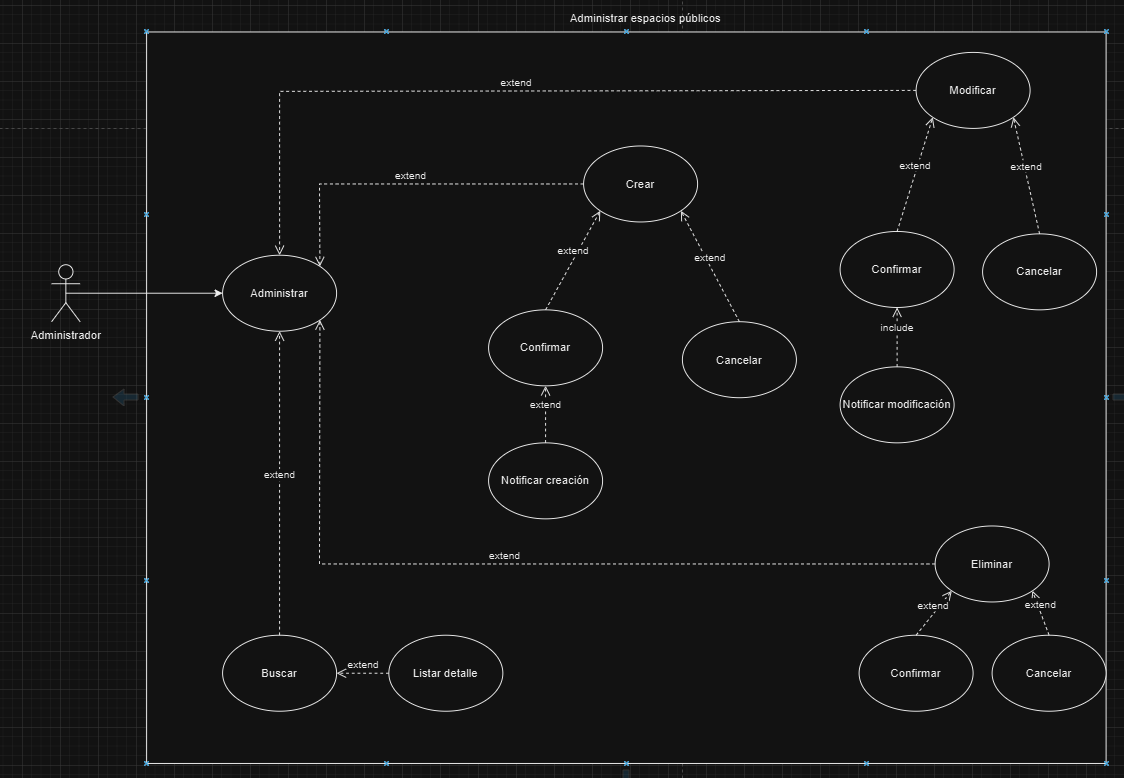 Administrar espacios públicos
extend
Modificar
extend
Crear
extend
extend
extend
extend
Administrar
Confirmar
Cancelar
Administrador
include
Confirmar
Cancelar
extend
Notificar modificación
extend
Notificar creación
extend
Eliminar
extend
extend
extend
Buscar
Listar detalle
Confirmar
Cancelar